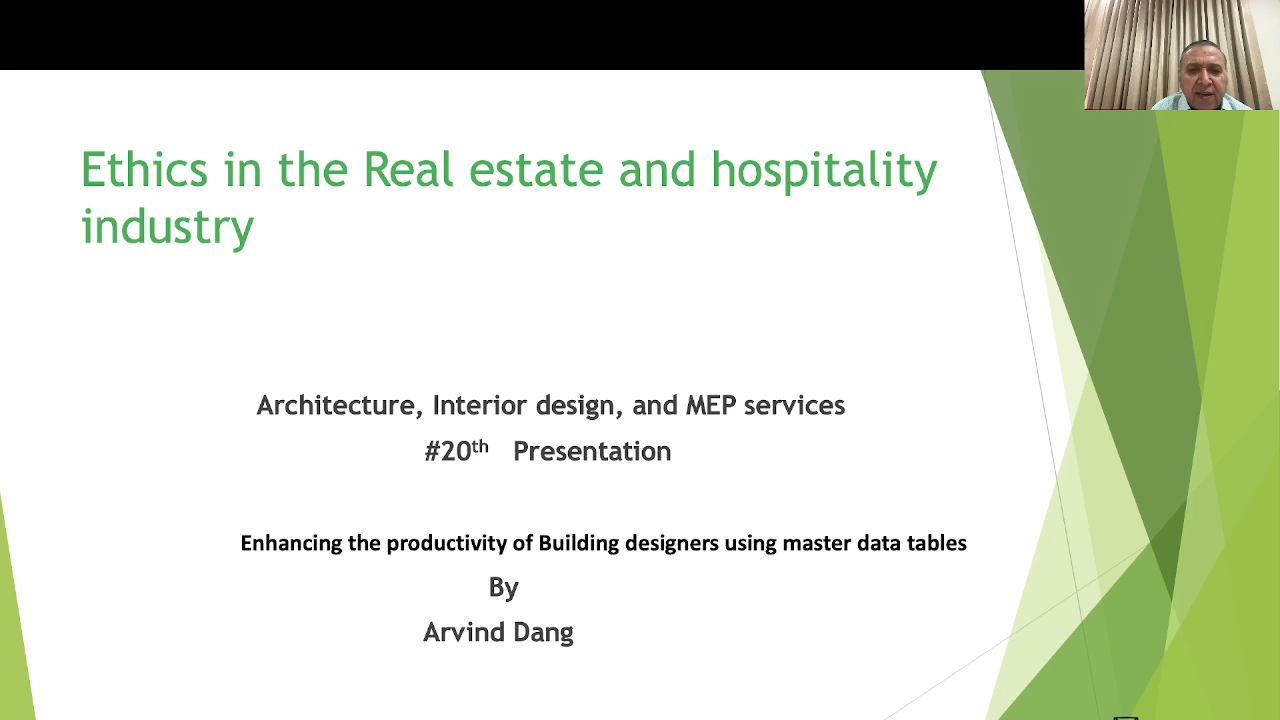 Ethics in the Real estate and hospitality
industry
Architecture, Interior design, and MEP services
#20th Presentation
Enhancing the productivity of Building designers using master data tables
By
Arvind Dang